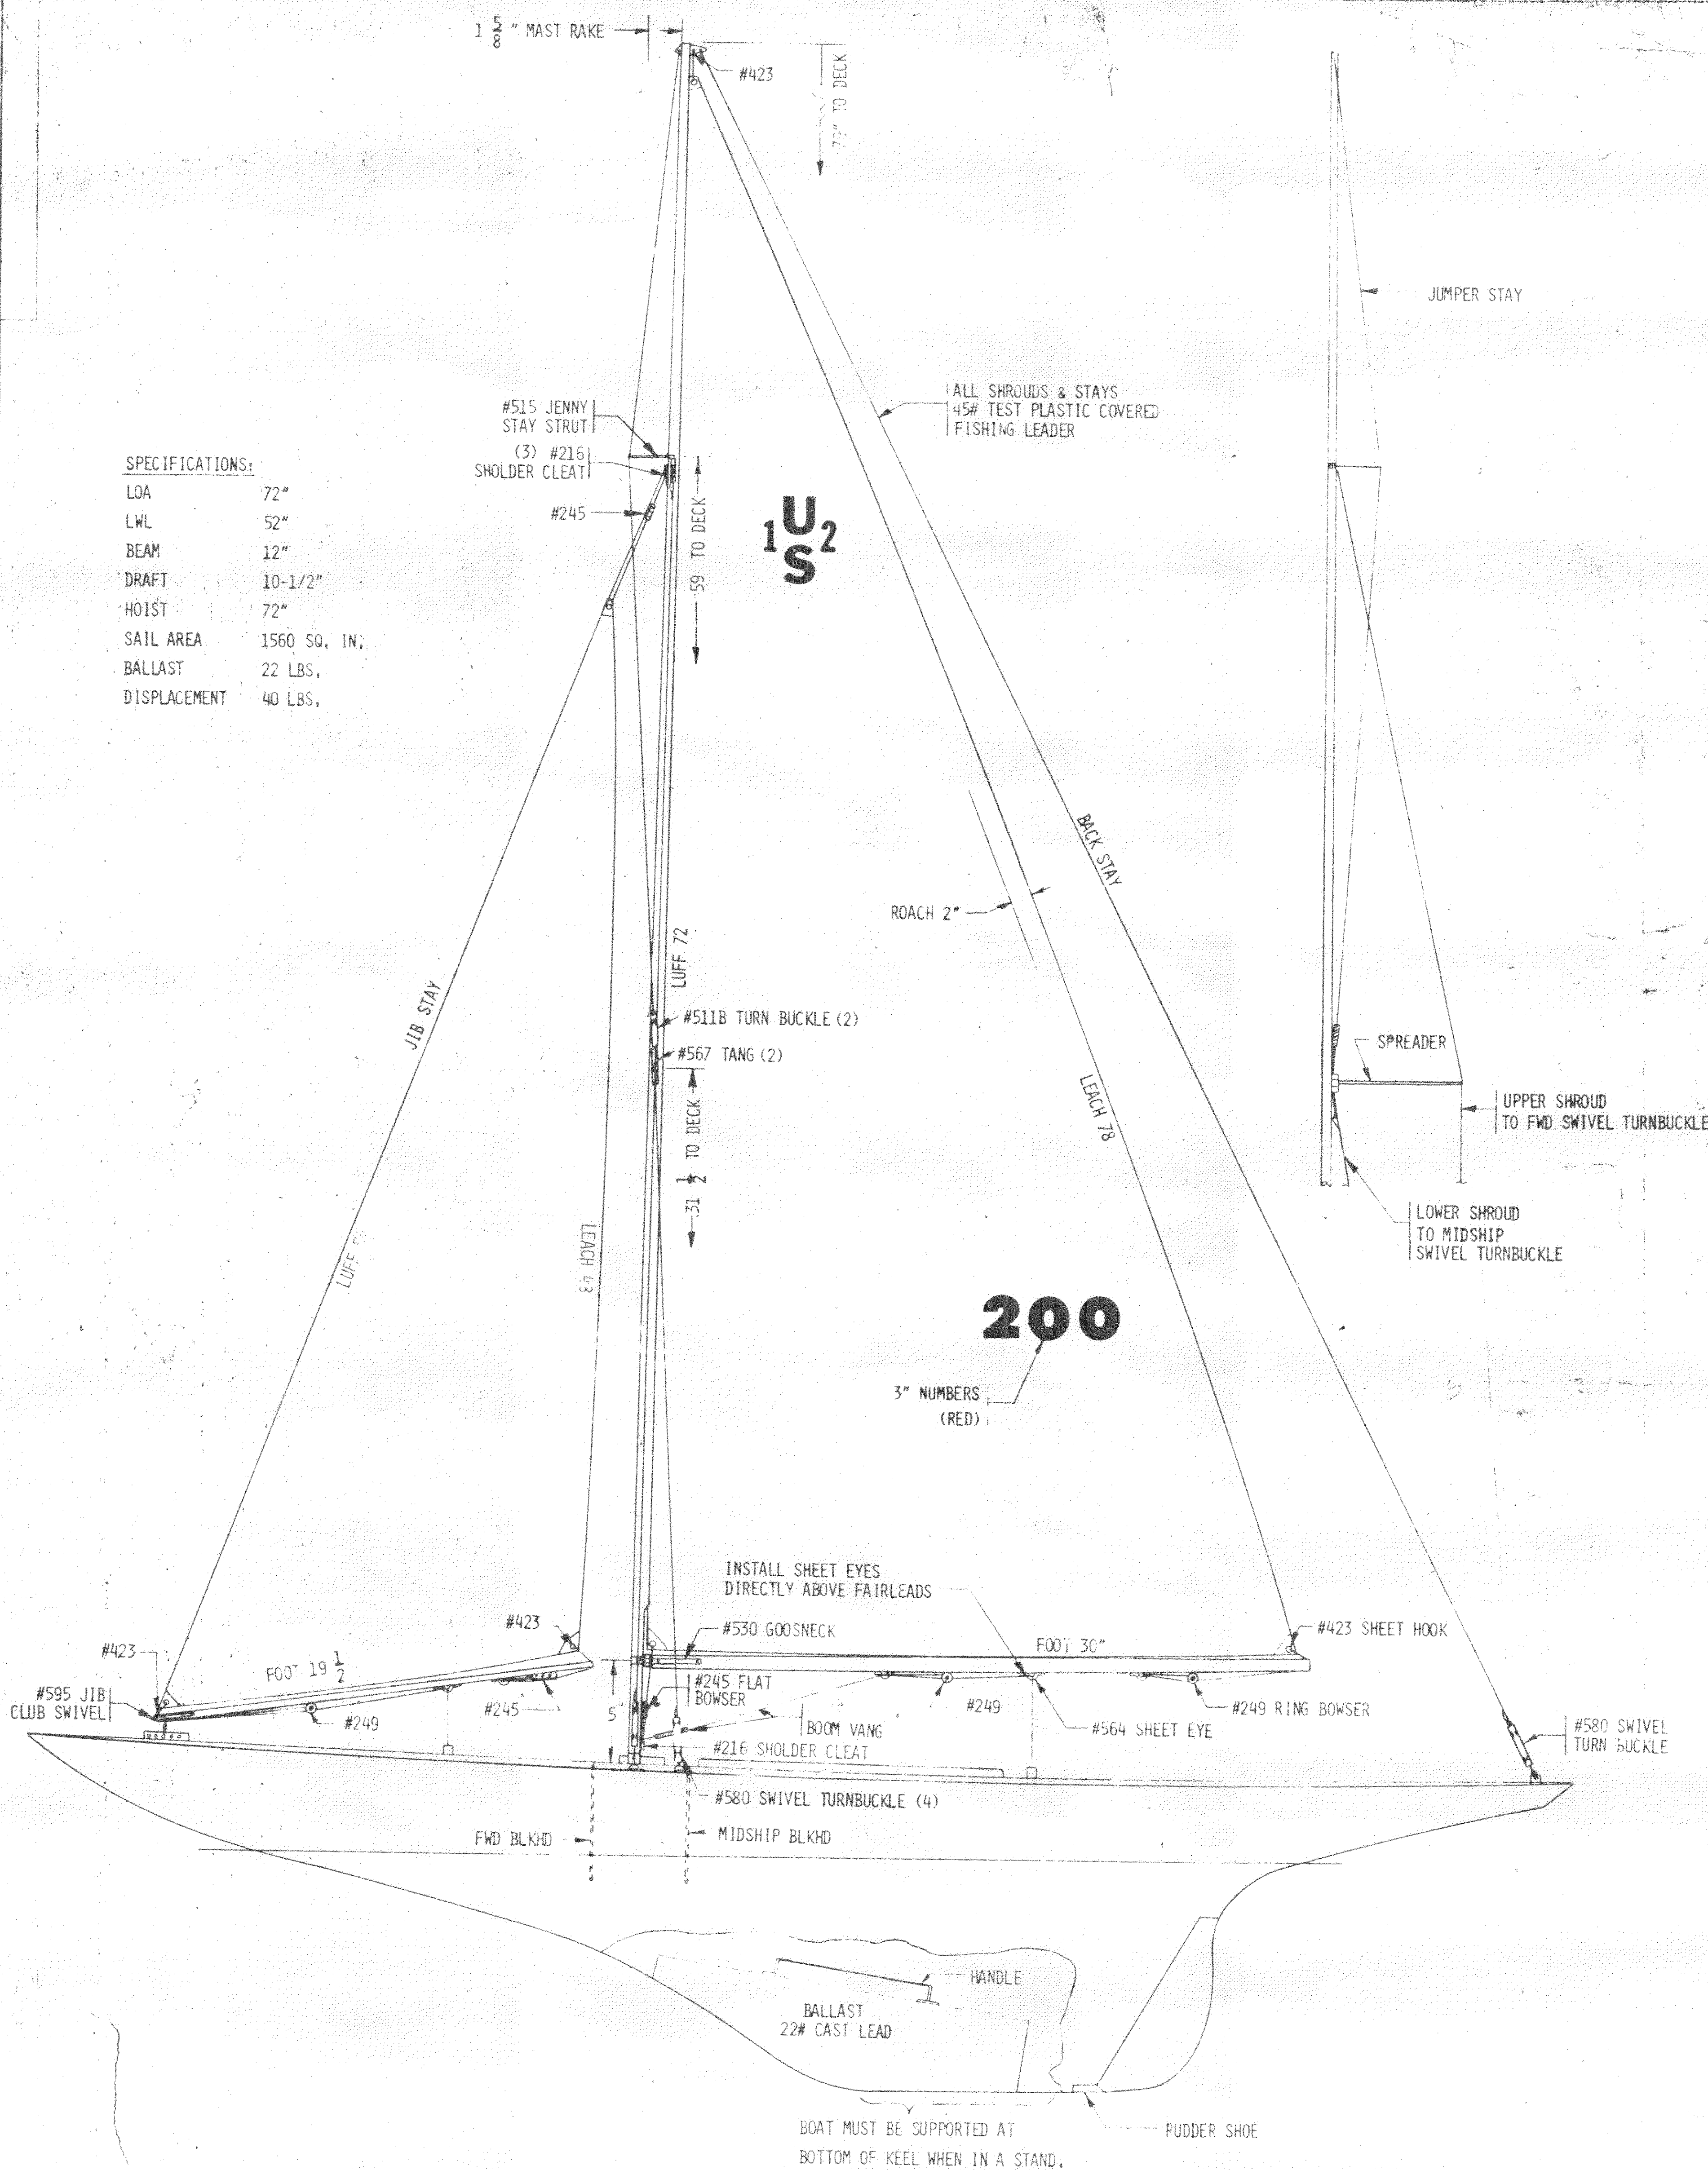 1 5/8 " MAST RAKE
#423
TO DECK
JUMPER STAY
ALL SHROUDS & STAYS
45# TEST PLASTIC COVERED
FISHING LEADER
#515 JENNY
STAY STRUT
(3) #216
SHOLDER CLEAT
#245
59 TO DECK
1 U 2
S
SPECIFICATIONS:
LOA 72"
LWL 52"
BEAM 12"
DRAFT 10-1/2"
HOIST 72"
SAIL AREA 1560 SQ. IN.
BALLAST 22 LBS.
DISPLACEMENT 40 LBS.
BACK STAY
ROACH 2"
LUFF 72
JIB STAY
#511B TURN BUCKLE (2)
#567 TANG (2)
31 1/2 TO DECK
SPREADER
LEACH 78
UPPER SHROUD
TO FWD SWIVEL TURNBUCKLE
LOWER SHROUD
TO MIDSHIP
SWIVEL TURNBUCKLE
LUFF
LEACH 43
200
3" NUMBERS
(RED)
INSTALL SHEET EYES
DIRECTLY ABOVE FAIRLEADS
#423
#530 GOOSNECK
FOOT 30"
#423 SHEET HOOK
#423
FOOT 19 1/2
#595 JIB
CLUB SWIVEL
#249
#245
5"
#245 FLAT
BOWSER
#249
#249 RING BOWSER
BOOM VANG
#564 SHEET EYE
#216 SHOLDER CLEAT
#580 SWIVEL
TURN BUCKLE
#580 SWIVEL TURNBUCKLE (4)
FWD BLKHD
MIDSHIP BLKHD
HANDLE
BALLAST
22# CAST LEAD
BOAT MUST BE SUPPORTED AT
BOTTOM OF KEEL WHEN IN A STAND.
RUDDER SHOE